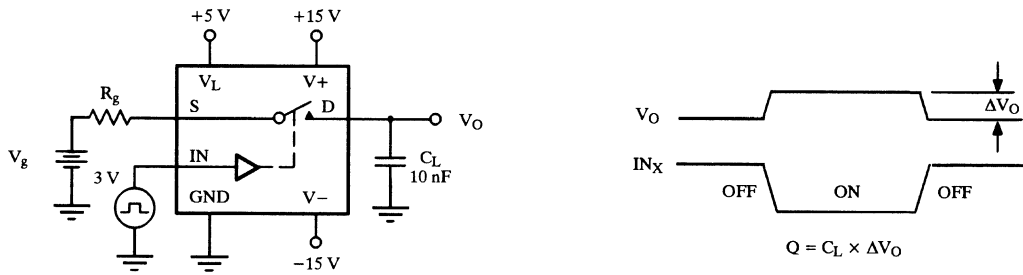 +5 V
+15 V
V_L
V+
R_g
S
D
V_O
V_g
IN
C_L
10 nF
3 V
GND
V−
−15 V
V_O
ΔV_O
IN_X
OFF
ON
OFF
Q = C_L × ΔV_O